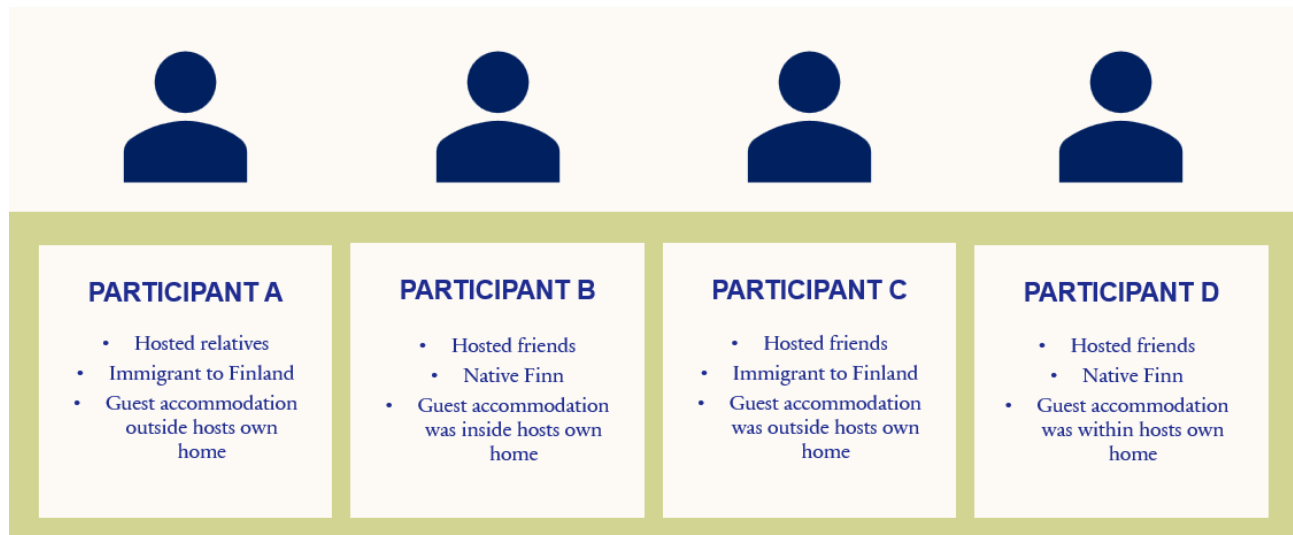 PARTICIPANT A
• Hosted relatives
• Immigrant to Finland
• Guest accommodation
outside hosts own
home
PARTICIPANT B
• Hosted friends
• Native Finn
• Guest accommodation
was inside hosts own
home
PARTICIPANT C
• Hosted friends
• Immigrant to Finland
• Guest accommodation
was outside hosts own
home
PARTICIPANT D
• Hosted friends
• Native Finn
• Guest accommodation
was within hosts own
home